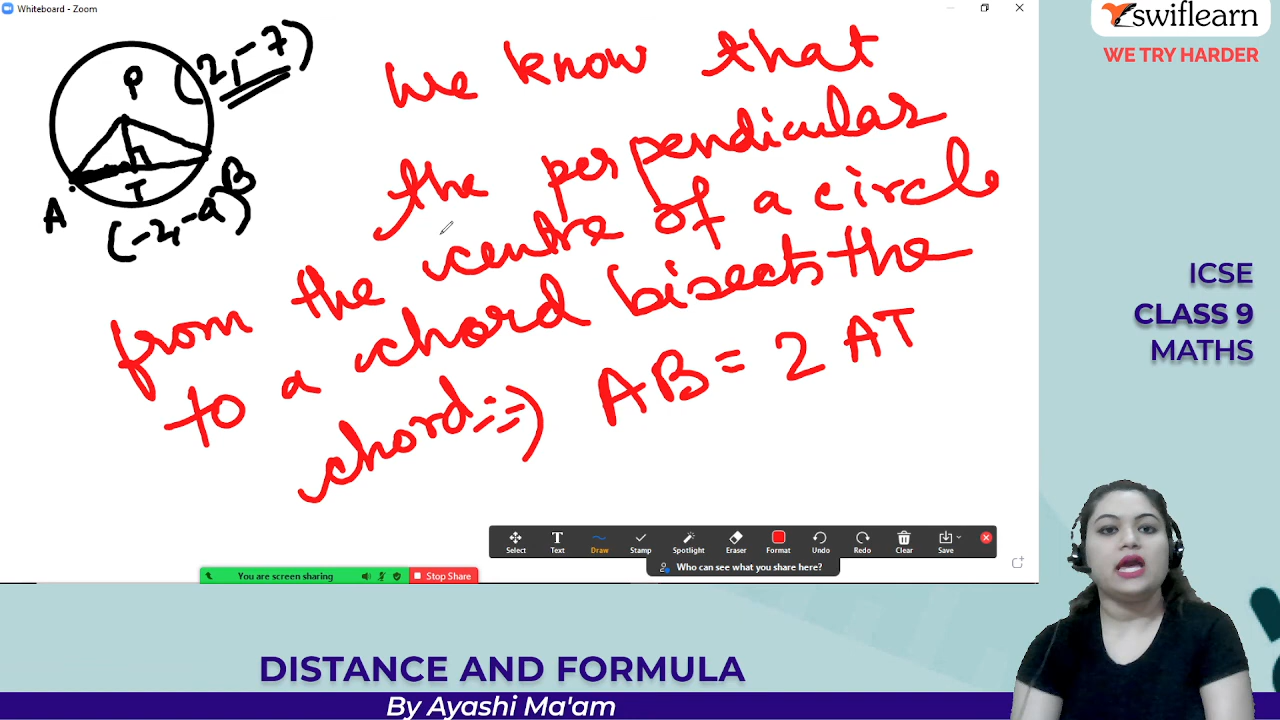 Whiteboard - Zoom
swiflearn
WE TRY HARDER
P
(2, -7)
A
T
B
(-2, -9)
We know that
the perpendicular
from the centre of a circle
to a chord bisects the
chord ==> AB = 2 AT
ICSE
CLASS 9
MATHS
Select Text Draw Stamp Spotlight Eraser Format Undo Redo Clear Save
Who can see what you share here?
You are screen sharing Stop Share
DISTANCE AND FORMULA
By Ayashi Ma'am